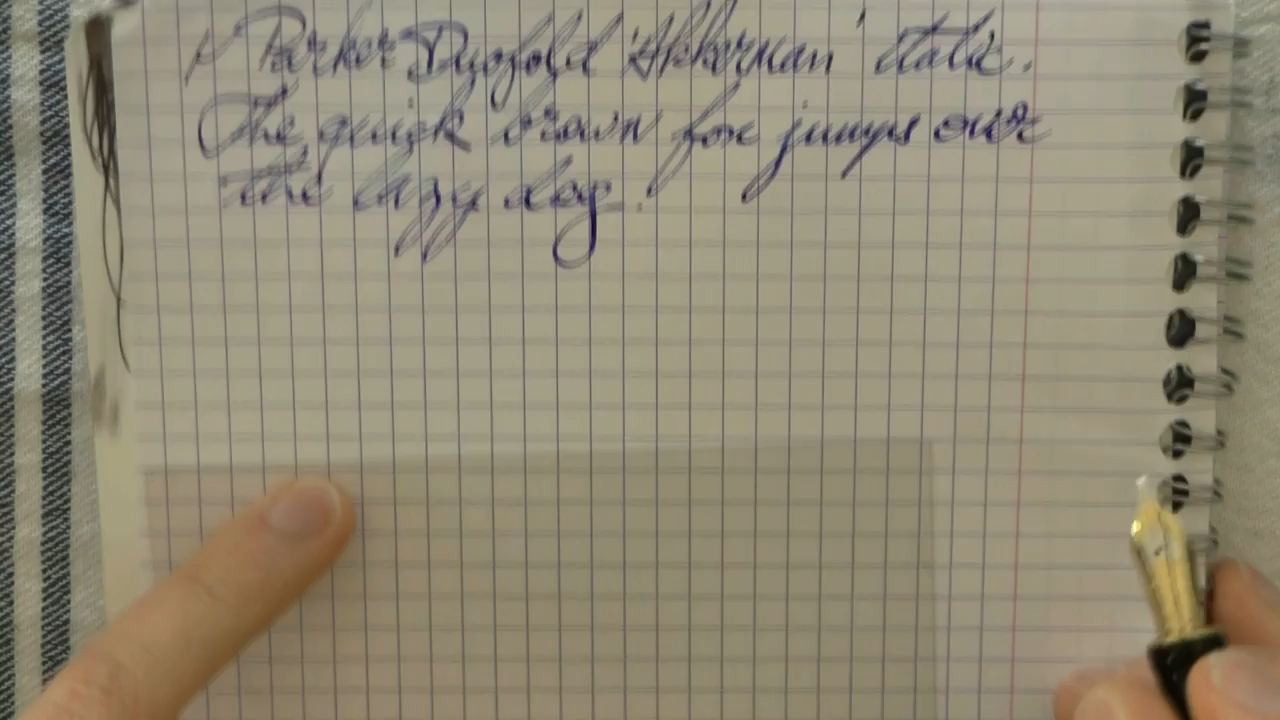 Parker Duofold 'Akkerman' Italic.
The quick brown fox jumps over
the lazy dog.